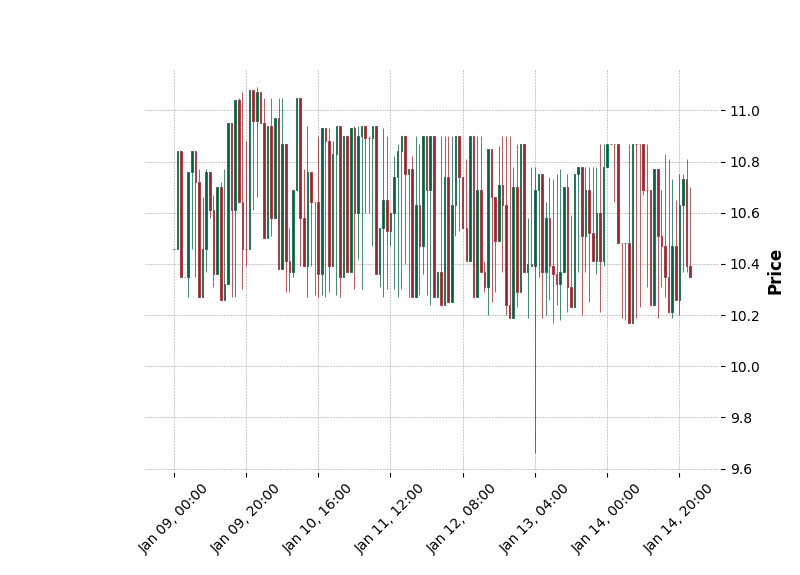 11.0
10.8
10.6
10.4
10.2
10.0
9.8
9.6
Price
Jan 09, 00:00
Jan 09, 20:00
Jan 10, 16:00
Jan 11, 12:00
Jan 12, 08:00
Jan 13, 04:00
Jan 14, 00:00
Jan 14, 20:00